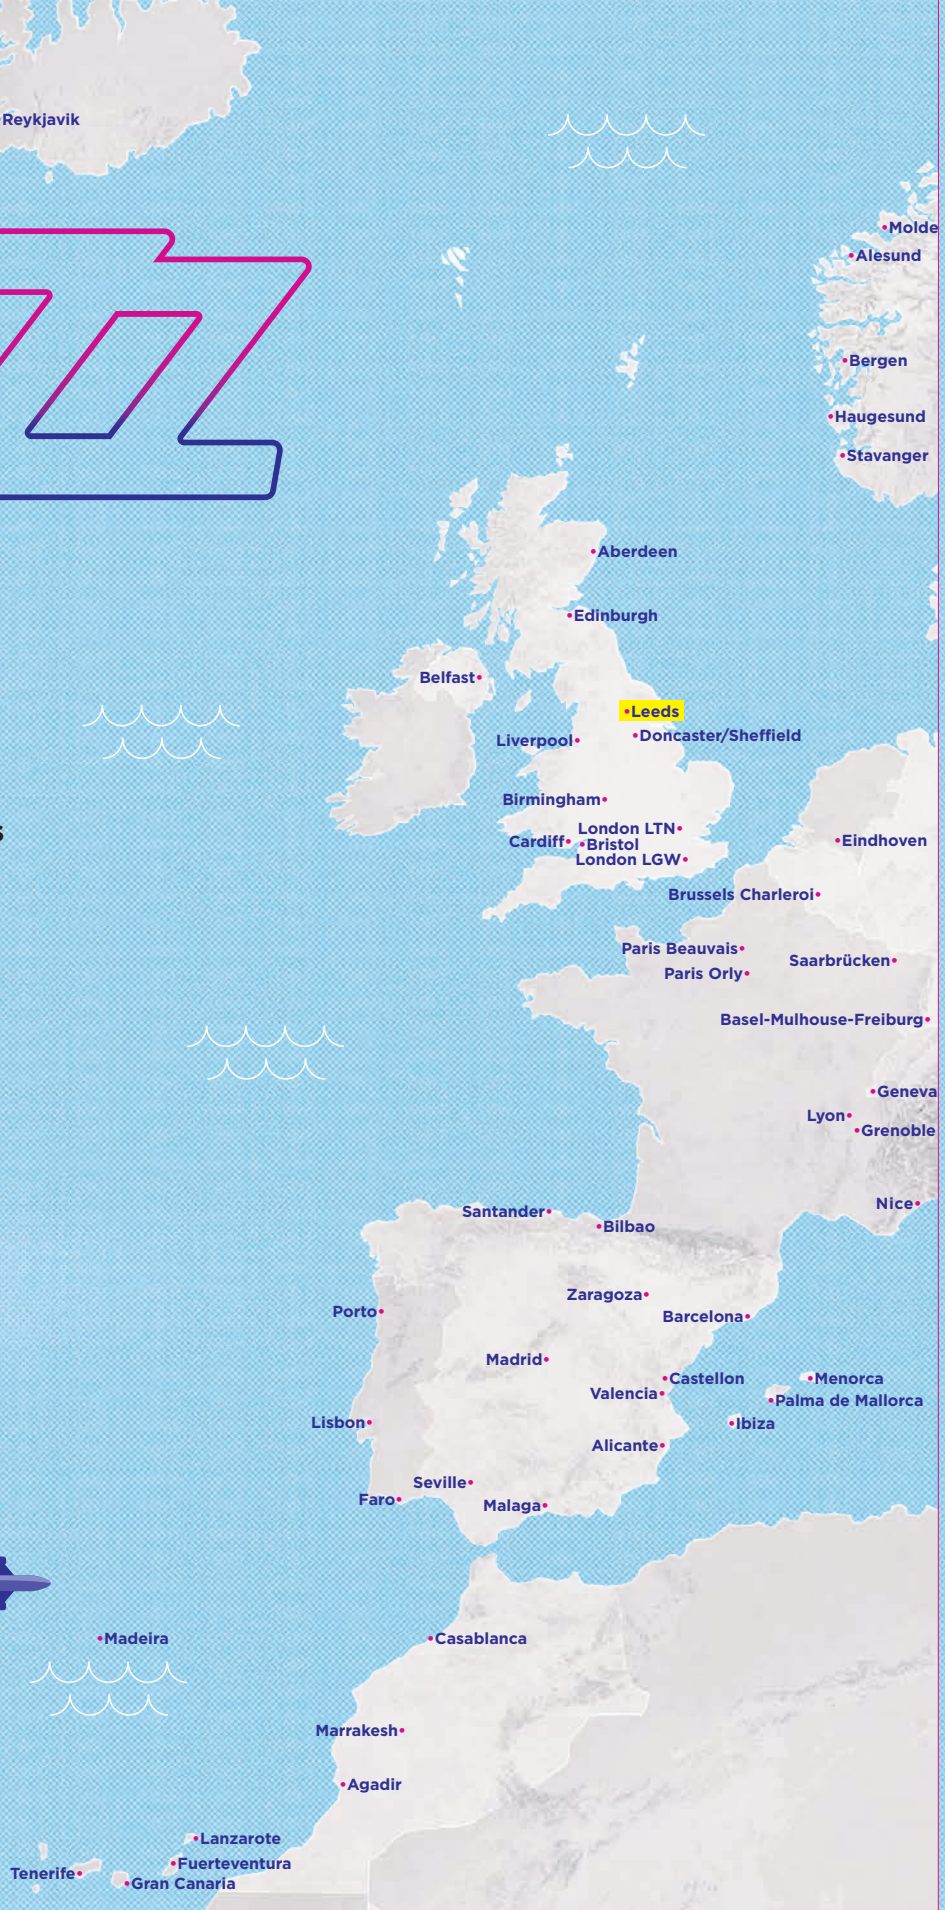 Reykjavik
Molde
Alesund
Bergen
Haugesund
Stavanger
Aberdeen
Edinburgh
Belfast
Leeds
Doncaster/Sheffield
Liverpool
Birmingham
London LTN
s
Cardiff
Bristol
Eindhoven
London LGW
Brussels Charleroi
Paris Beauvais
Saarbrücken
Paris Orly
Basel-Mulhouse-Freiburg
Geneva
Lyon
Grenoble
Nice
Santander
Bilbao
Zaragoza
Porto
Barcelona
Madrid
Castellon
Menorca
Valencia
Palma de Mallorca
Lisbon
Ibiza
Alicante
Seville
Faro
Malaga
Madeira
Casablanca
Marrakesh
Agadir
Lanzarote
Fuerteventura
Tenerife
Gran Canaria